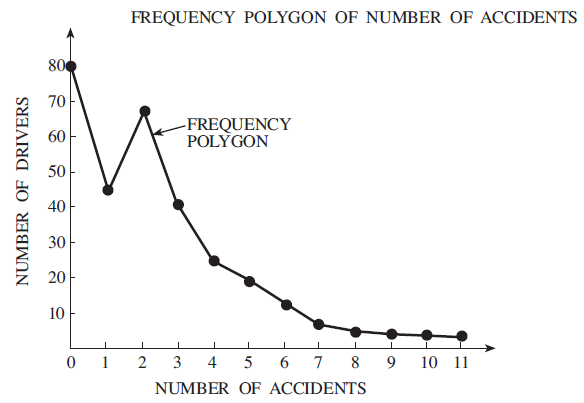 FREQUENCY POLYGON OF NUMBER OF ACCIDENTS
NUMBER OF DRIVERS
80
70
60
50
40
30
20
10
FREQUENCY
POLYGON
0 1 2 3 4 5 6 7 8 9 10 11
NUMBER OF ACCIDENTS